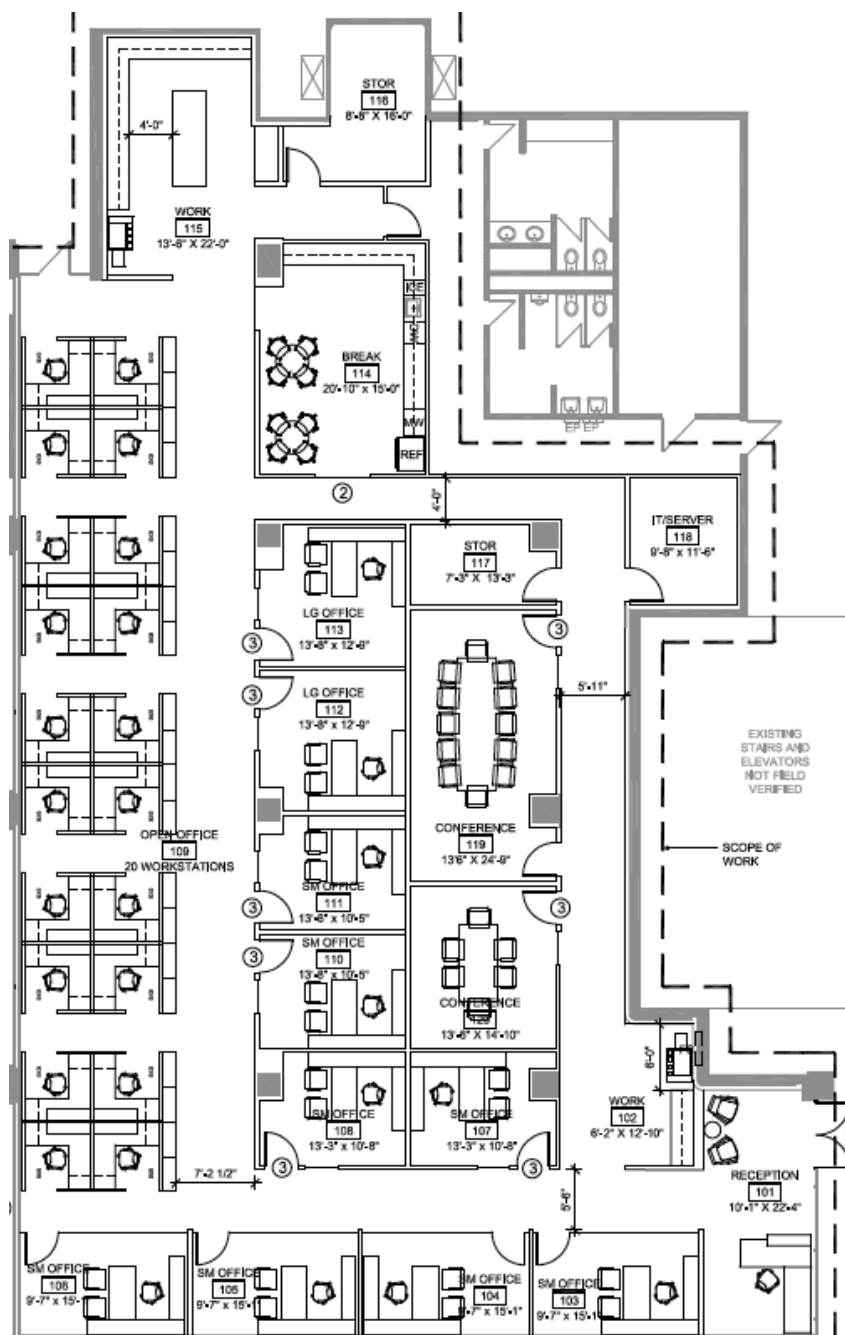 STOR
116
8'-8" X 16'-0"
4'-0"
WORK
115
13'-6" X 22'-0"
ICE
BREAK
114
20'-10" x 15'-0"
MW
REF
EP EP
2
4'-0"
IT/SERVER
118
9'-8" x 11'-6"
STOR
117
7'-3" X 13'-3"
LG OFFICE
113
13'-8" x 12'-9"
3
3
5'-11"
3
LG OFFICE
112
13'-8" x 12'-9"
EXISTING
STAIRS AND
ELEVATORS
NOT FIELD
VERIFIED
OPEN OFFICE
109
20 WORKSTATIONS
CONFERENCE
119
13'6" X 24'-9"
SCOPE OF
WORK
SM OFFICE
111
13'-8" x 10'-5"
3
3
3
SM OFFICE
110
13'-8" x 10'-5"
CONFERENCE
120
13'-6" X 14'-10"
6'-0"
SM OFFICE
108
13'-3" x 10'-8"
SM OFFICE
107
13'-3" x 10'-8"
WORK
102
6'-2" X 12'-10"
3
3
7'-2 1/2"
5'-6"
RECEPTION
101
10'-1" X 22'-4"
SM OFFICE
106
9'-7" x 15'-
SM OFFICE
105
9'-7" x 15'-1"
SM OFFICE
104
9'-7" x 15'-1"
SM OFFICE
103
9'-7" x 15'-1"